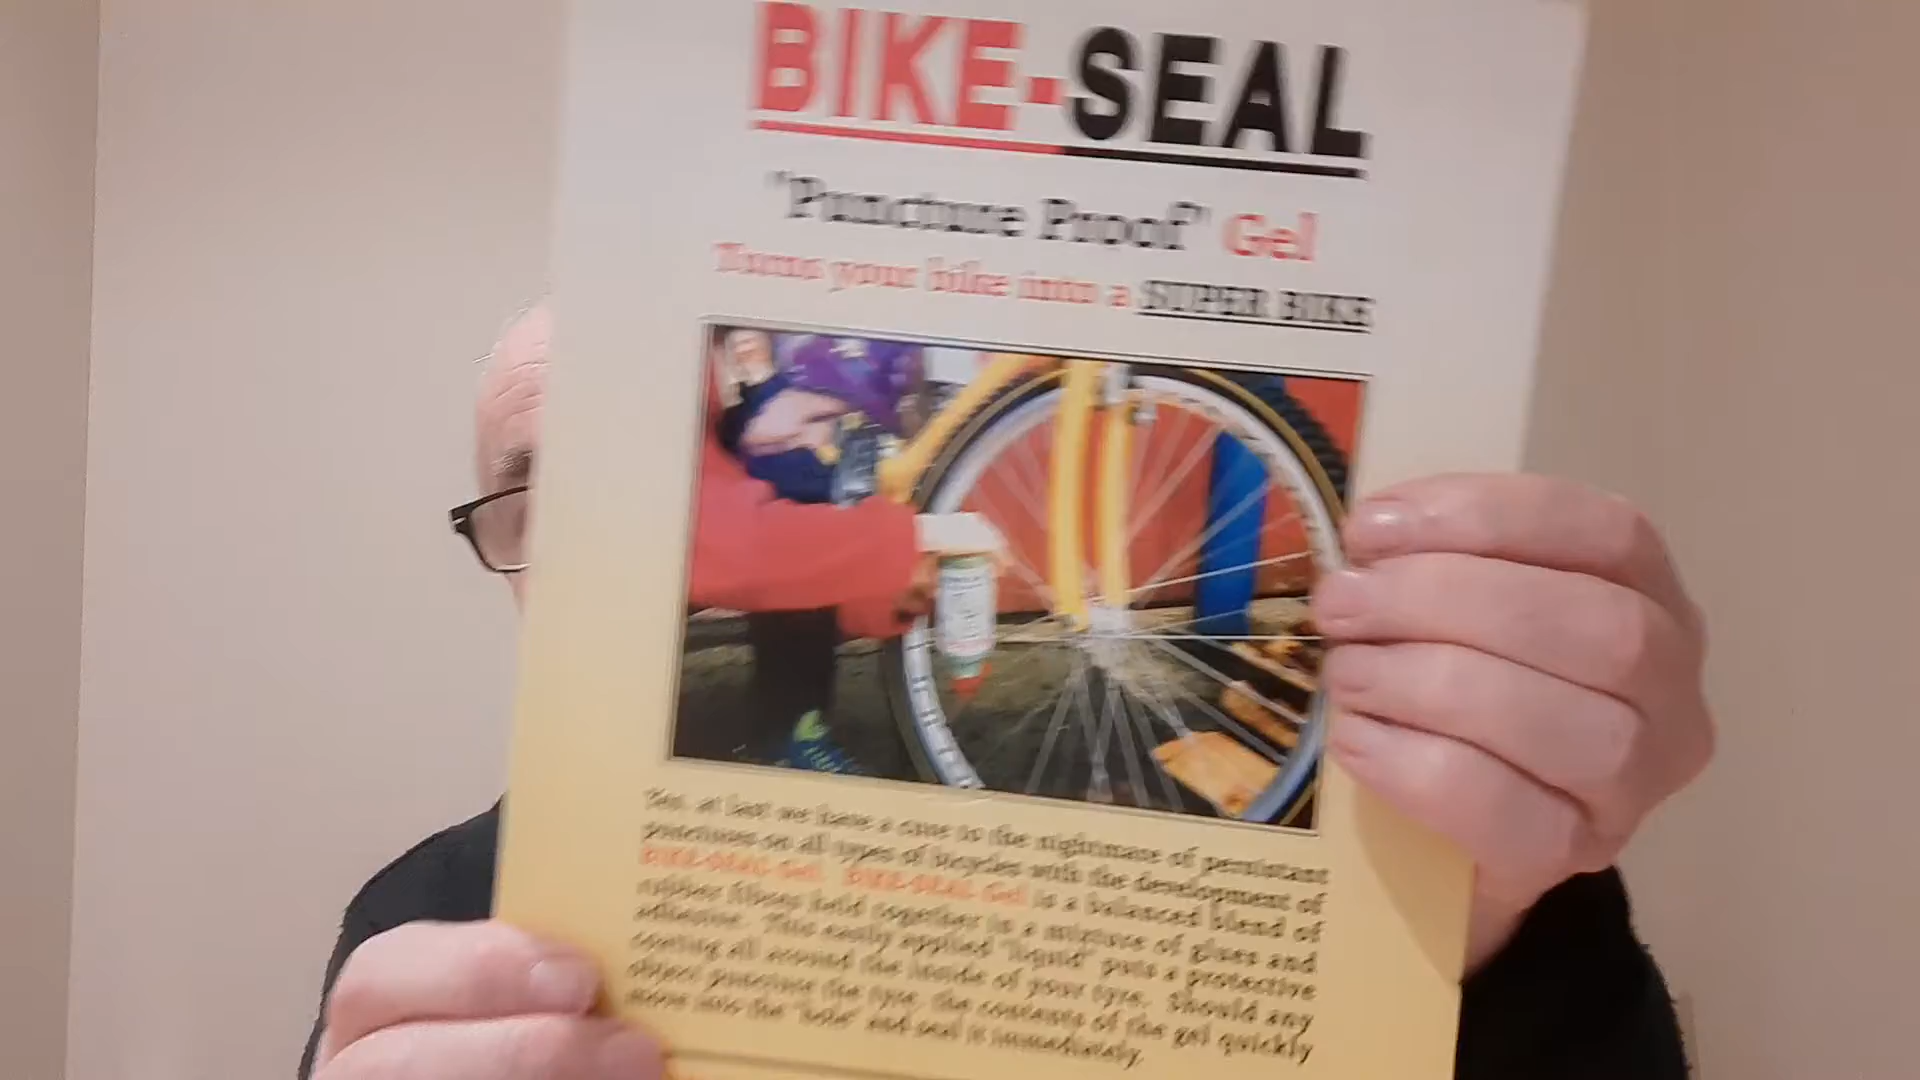 BIKE-SEAL
"Puncture Proof" Gel
Turns your bike into a SUPER BIKE
Yes, at last we have a cure to the nightmare of persistant
punctures on all types of bicycles with the development of
BIKE-SEAL Gel. BIKE-SEAL Gel is a balanced blend of
rubber fibres held together in a mixture of glues and
adhesive. This easily applied "liquid" puts a protective
coating all around the inside of your tyre. Should any
object puncture the tyre, the contents of the gel quickly
move into the "hole" and seal it immediately.